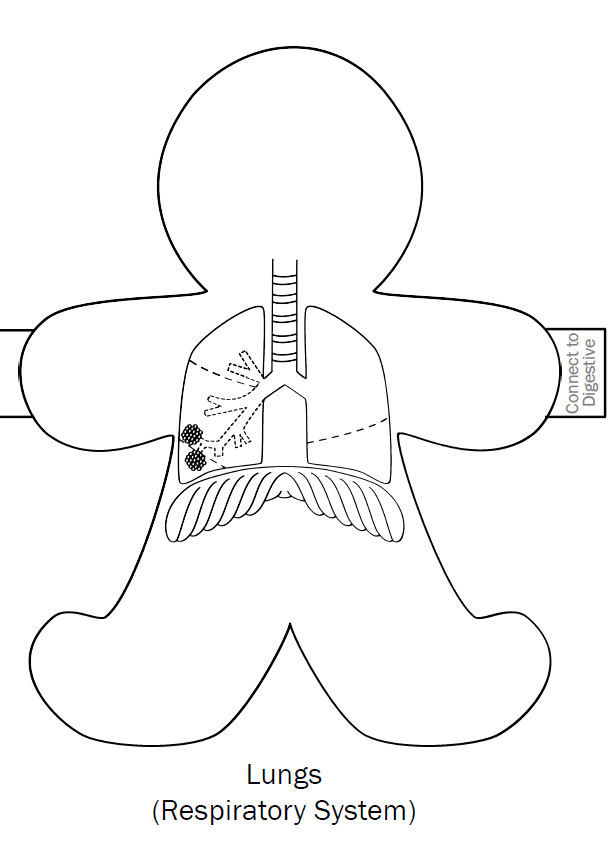 Connect to
Digestive
Lungs
(Respiratory System)